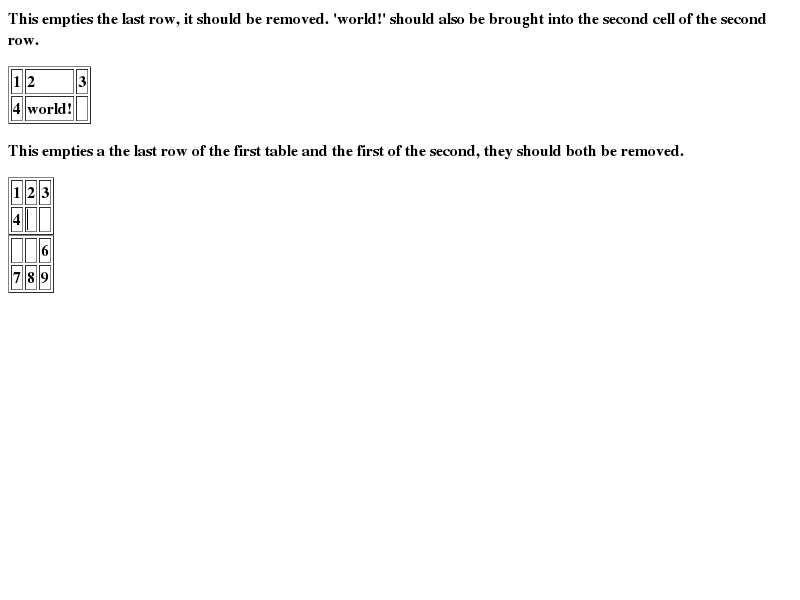 This empties the last row, it should be removed. 'world!' should also be brought into the second cell of the second
row.
1 2 3
4 world!
This empties a the last row of the first table and the first of the second, they should both be removed.
1 2 3
4
6
7 8 9